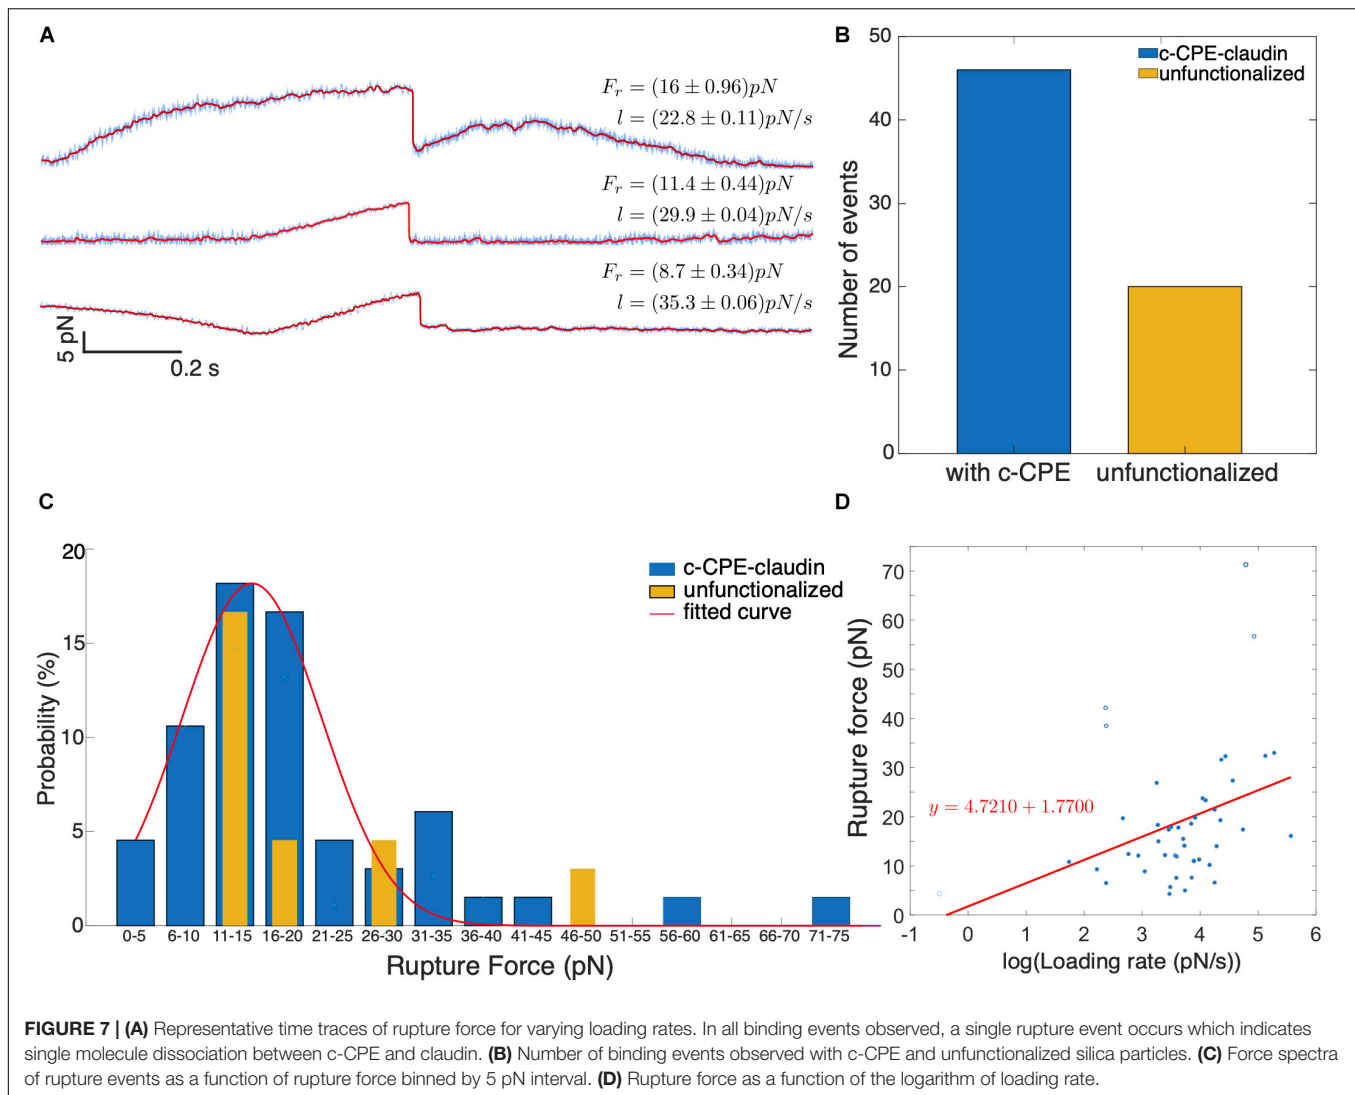 A
F_r = (16 ± 0.96)pN
l = (22.8 ± 0.11)pN/s
F_r = (11.4 ± 0.44)pN
l = (29.9 ± 0.04)pN/s
F_r = (8.7 ± 0.34)pN
l = (35.3 ± 0.06)pN/s
5 pN
0.2 s
B
50
40
30
20
10
0
Number of events
c-CPE-claudin
unfunctionalized
with c-CPE unfunctionalized
C
20
15
10
5
0
Probability (%)
c-CPE-claudin
unfunctionalized
fitted curve
0-5 6-10 11-15 16-20 21-25 26-30 31-35 36-40 41-45 46-50 51-55 56-60 61-65 66-70 71-75
Rupture Force (pN)
D
70
60
50
40
30
20
10
0
Rupture force (pN)
y = 4.7210 + 1.7700
-1 0 1 2 3 4 5 6
log(Loading rate (pN/s))
FIGURE 7 | (A) Representative time traces of rupture force for varying loading rates. In all binding events observed, a single rupture event occurs which indicates
single molecule dissociation between c-CPE and claudin. (B) Number of binding events observed with c-CPE and unfunctionalized silica particles. (C) Force spectra
of rupture events as a function of rupture force binned by 5 pN interval. (D) Rupture force as a function of the logarithm of loading rate.